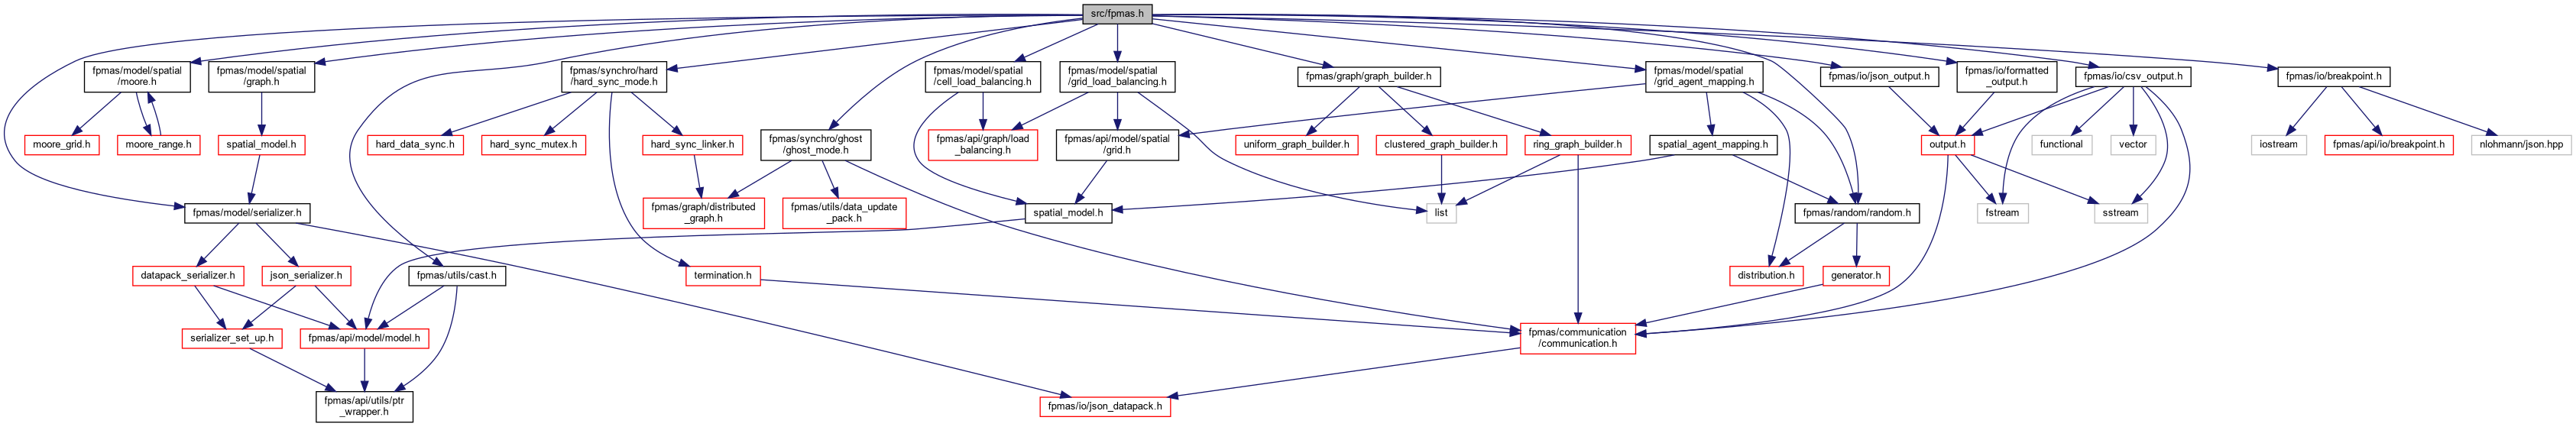 src/fpmas.h
fpmas/model/spatial
/moore.h
fpmas/model/spatial
/graph.h
fpmas/synchro/hard
/hard_sync_mode.h
fpmas/model/spatial
/cell_load_balancing.h
fpmas/model/spatial
/grid_load_balancing.h
fpmas/graph/graph_builder.h
fpmas/model/spatial
/grid_agent_mapping.h
fpmas/io/json_output.h
fpmas/io/formatted
_output.h
fpmas/io/csv_output.h
fpmas/io/breakpoint.h
moore_grid.h
moore_range.h
spatial_model.h
hard_data_sync.h
hard_sync_mutex.h
hard_sync_linker.h
fpmas/synchro/ghost
/ghost_mode.h
fpmas/api/graph/load
_balancing.h
fpmas/api/model/spatial
/grid.h
uniform_graph_builder.h
clustered_graph_builder.h
ring_graph_builder.h
spatial_agent_mapping.h
output.h
functional
vector
iostream
fpmas/api/io/breakpoint.h
nlohmann/json.hpp
fpmas/model/serializer.h
fpmas/graph/distributed
_graph.h
fpmas/utils/data_update
_pack.h
spatial_model.h
list
fpmas/random/random.h
fstream
sstream
datapack_serializer.h
json_serializer.h
fpmas/utils/cast.h
termination.h
distribution.h
generator.h
serializer_set_up.h
fpmas/api/model/model.h
fpmas/communication
/communication.h
fpmas/api/utils/ptr
_wrapper.h
fpmas/io/json_datapack.h